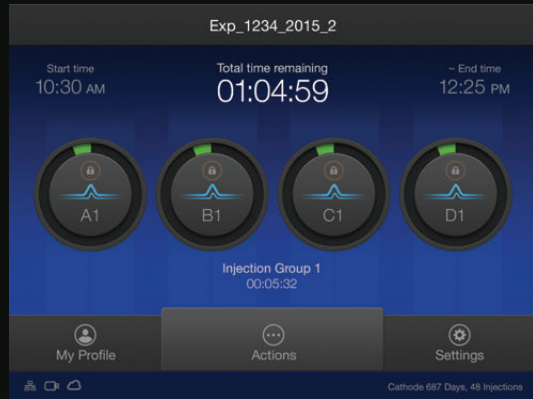 Exp_1234_2015_2
Start time
10:30 AM
Total time remaining
01:04:59
~ End time
12:25 PM
A1
B1
C1
D1
Injection Group 1
00:05:32
My Profile
Actions
Settings
Cathode 687 Days, 48 Injections